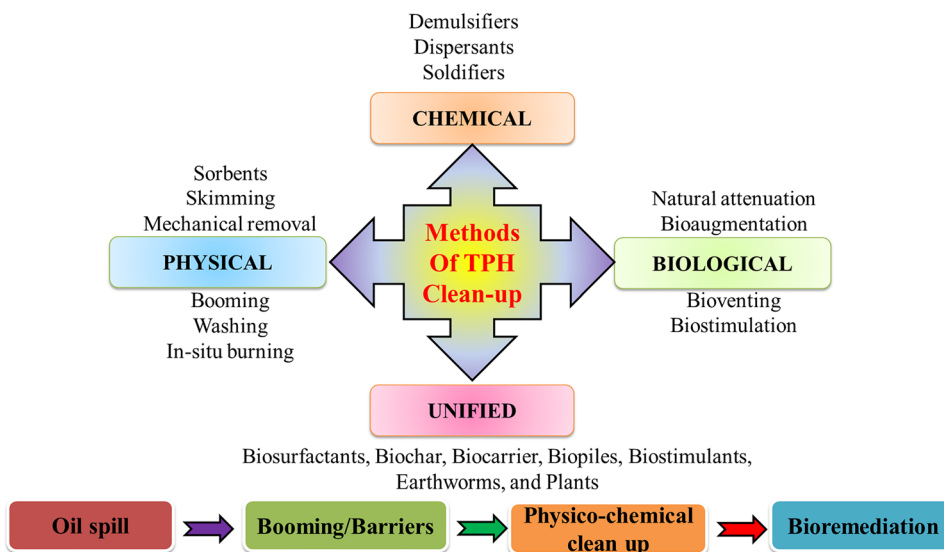 Demulsifiers
Dispersants
Soldifiers
CHEMICAL
Sorbents
Skimming
Mechanical removal
PHYSICAL
Booming
Washing
In-situ burning
Methods
Of TPH
Clean-up
Natural attenuation
Bioaugmentation
BIOLOGICAL
Bioventing
Biostimulation
UNIFIED
Biosurfactants, Biochar, Biocarrier, Biopiles, Biostimulants,
Earthworms, and Plants
Oil spill
Booming/Barriers
Physico-chemical
clean up
Bioremediation